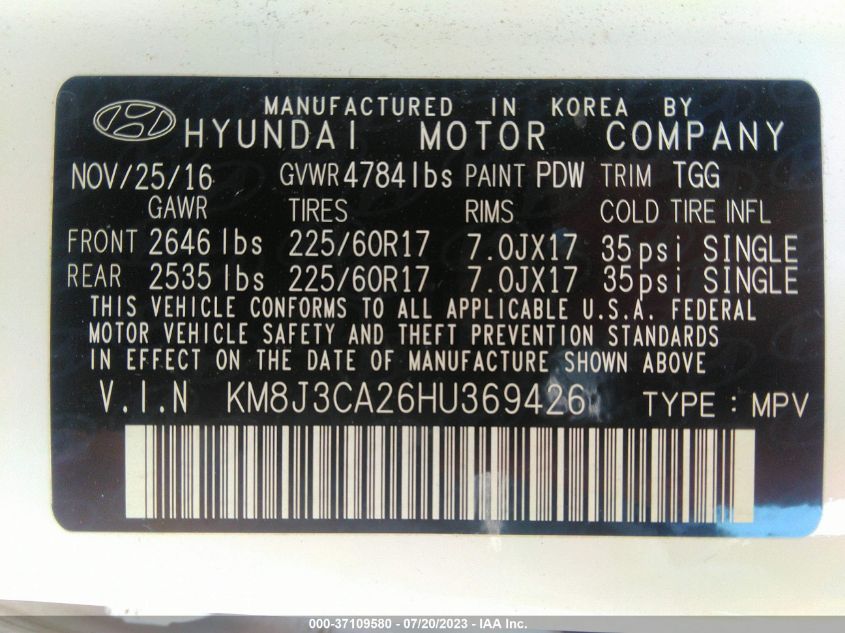 MANUFACTURED IN KOREA BY
HYUNDAI MOTOR COMPANY
NOV/25/16 GVWR 4784lbs PAINT PDW TRIM TGG
GAWR TIRES RIMS COLD TIRE INFL
FRONT 2646 lbs 225/60R17 7.0JX17 35psi SINGLE
REAR 2535 lbs 225/60R17 7.0JX17 35psi SINGLE
THIS VEHICLE CONFORMS TO ALL APPLICABLE U.S.A. FEDERAL
MOTOR VEHICLE SAFETY AND THEFT PREVENTION STANDARDS
IN EFFECT ON THE DATE OF MANUFACTURE SHOWN ABOVE
V.I.N KM8J3CA26HU369426 TYPE : MPV
000-37109580 - 07/20/2023 - IAA Inc.